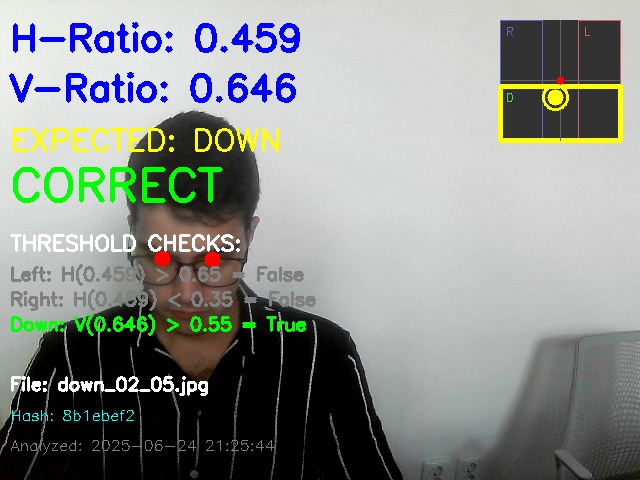 H-Ratio: 0.459
V-Ratio: 0.646
EXPECTED: DOWN
CORRECT
THRESHOLD CHECKS:
Left: H(0.459) > 0.65 = False
Right: H(0.459) < 0.35 = False
Down: V(0.646) > 0.55 = True
File: down_02_05.jpg
Hash: 8b1ebef2
Analyzed: 2025-06-24 21:25:44
R L
D